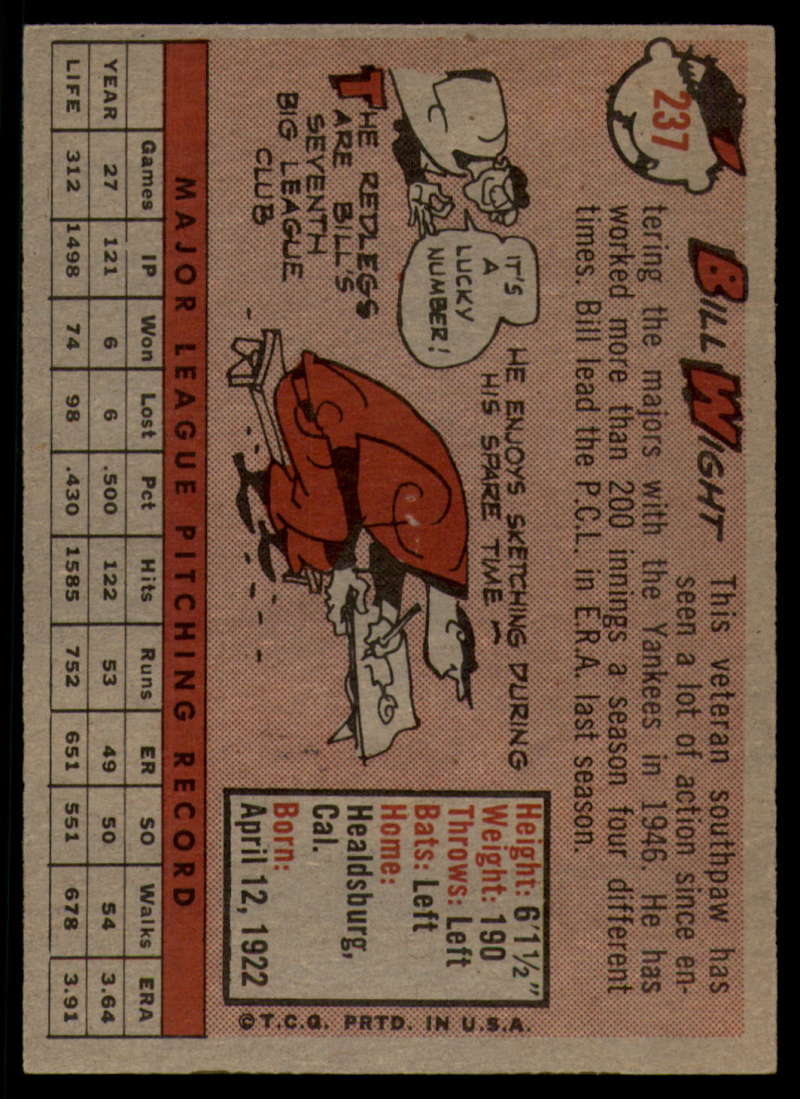 237
BILL WIGHT
This veteran southpaw has
seen a lot of action since en-
tering the majors with the Yankees in 1946. He has
worked more than 200 innings a season four different
times. Bill lead the P.C.L. in E.R.A. last season.
THE REDLEGS
ARE BILL'S
SEVENTH
BIG LEAGUE
CLUB
IT'S
A
LUCKY
NUMBER!
HE ENJOYS SKETCHING DURING
HIS SPARE TIME —
Height: 6'1½"
Weight: 190
Throws: Left
Bats: Left
Home:
Healdsburg,
Cal.
Born:
April 12, 1922
© T.C.G. PRTD. IN U.S.A.
MAJOR LEAGUE PITCHING RECORD
Games IP Won Lost Pct Hits Runs ER SO Walks ERA
YEAR 27 121 6 6 .500 122 53 49 50 54 3.64
LIFE 312 1498 74 98 .430 1585 752 651 551 678 3.91